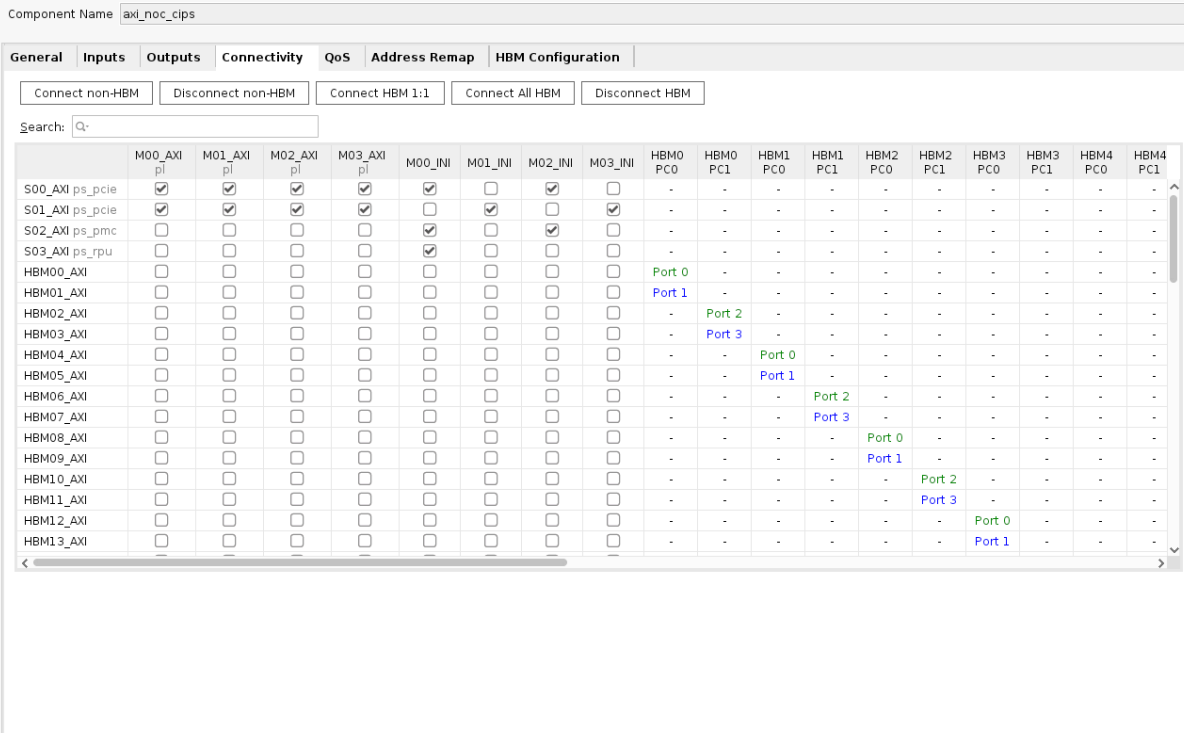 Component Name axi_noc_cips
General Inputs Outputs Connectivity QoS Address Remap HBM Configuration
Connect non-HBM Disconnect non-HBM Connect HBM 1:1 Connect All HBM Disconnect HBM
Search:
M00_AXI pl M01_AXI pl M02_AXI pl M03_AXI pl M00_INI M01_INI M02_INI M03_INI HBM0 PC0 HBM0 PC1 HBM1 PC0 HBM1 PC1 HBM2 PC0 HBM2 PC1 HBM3 PC0 HBM3 PC1 HBM4 PC0 HBM4 PC1
S00_AXI ps_pcie - - - - - - - - - -
S01_AXI ps_pcie - - - - - - - - - -
S02_AXI ps_pmc - - - - - - - - - -
S03_AXI ps_rpu - - - - - - - - - -
HBM00_AXI Port 0 - - - - - - - - -
HBM01_AXI Port 1 - - - - - - - - -
HBM02_AXI - Port 2 - - - - - - - -
HBM03_AXI - Port 3 - - - - - - - -
HBM04_AXI - - Port 0 - - - - - - -
HBM05_AXI - - Port 1 - - - - - - -
HBM06_AXI - - - Port 2 - - - - - -
HBM07_AXI - - - Port 3 - - - - - -
HBM08_AXI - - - - Port 0 - - - - -
HBM09_AXI - - - - Port 1 - - - - -
HBM10_AXI - - - - - Port 2 - - - -
HBM11_AXI - - - - - Port 3 - - - -
HBM12_AXI - - - - - - Port 0 - - -
HBM13_AXI - - - - - - Port 1 - - -